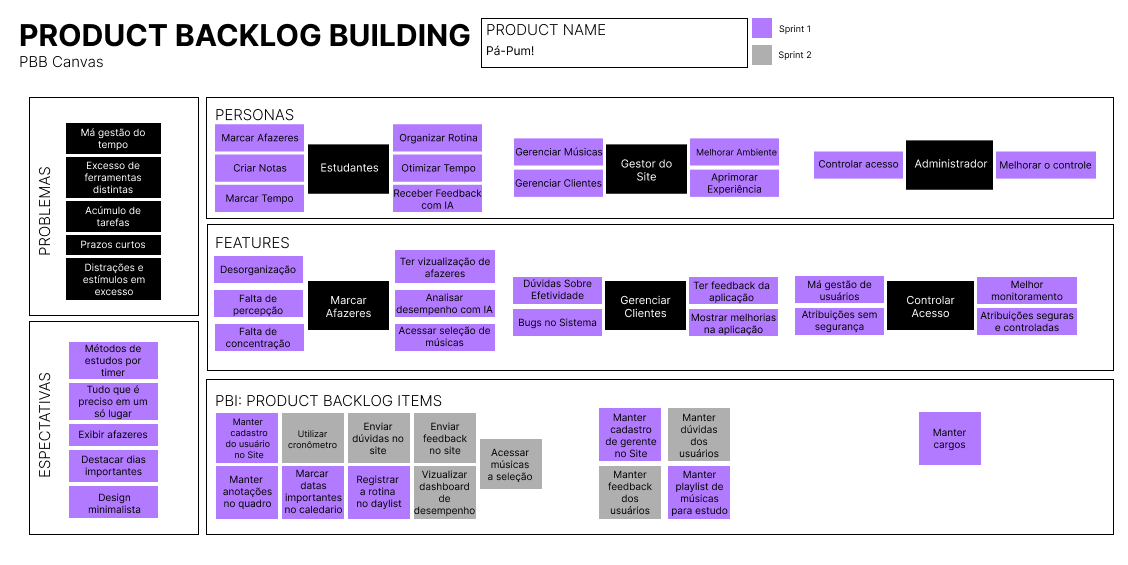 PRODUCT BACKLOG BUILDING
PBB Canvas
PRODUCT NAME
Pá-Pum!
Sprint 1
Sprint 2
PROBLEMAS
Má gestão do
tempo
Excesso de
ferramentas
distintas
Acúmulo de
tarefas
Prazos curtos
Distrações e
estímulos em
excesso
ESPECTATIVAS
Métodos de
estudos por
timer
Tudo que é
preciso em um
só lugar
Exibir afazeres
Destacar dias
importantes
Design
minimalista
PERSONAS
Marcar Afazeres
Criar Notas
Marcar Tempo
Estudantes
Organizar Rotina
Otimizar Tempo
Receber Feedback
com IA
Gerenciar Músicas
Gerenciar Clientes
Gestor do
Site
Melhorar Ambiente
Aprimorar
Experiência
Controlar acesso
Administrador
Melhorar o controle
FEATURES
Desorganização
Falta de
percepção
Falta de
concentração
Marcar
Afazeres
Ter vizualização de
afazeres
Analisar
desempenho com IA
Acessar seleção de
músicas
Dúvidas Sobre
Efetividade
Bugs no Sistema
Gerenciar
Clientes
Ter feedback da
aplicação
Mostrar melhorias
na aplicação
Má gestão de
usuários
Atribuições sem
segurança
Controlar
Acesso
Melhor
monitoramento
Atribuições seguras
e controladas
PBI: PRODUCT BACKLOG ITEMS
Manter
cadastro
do usuário
no Site
Utilizar
cronômetro
Enviar
dúvidas no
site
Enviar
feedback
no site
Acessar
músicas
a seleção
Manter
anotações
no quadro
Marcar
datas
importantes
no caledario
Registrar
a rotina
no daylist
Vizualizar
dashboard
de
desempenho
Manter
cadastro
de gerente
no Site
Manter
dúvidas
dos
usuários
Manter
feedback
dos
usuários
Manter
playlist de
músicas
para estudo
Manter
cargos